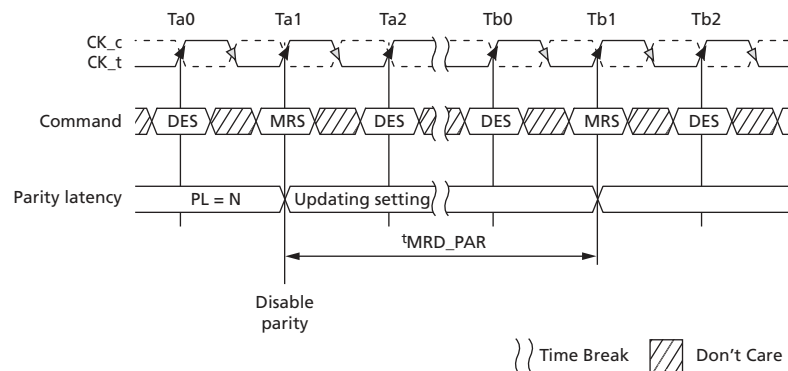 Ta0 Ta1 Ta2 Tb0 Tb1 Tb2
CK_c
CK_t
Command DES MRS DES DES MRS DES
Parity latency PL = N Updating setting
tMRD_PAR
Disable
parity
Time Break Don't Care